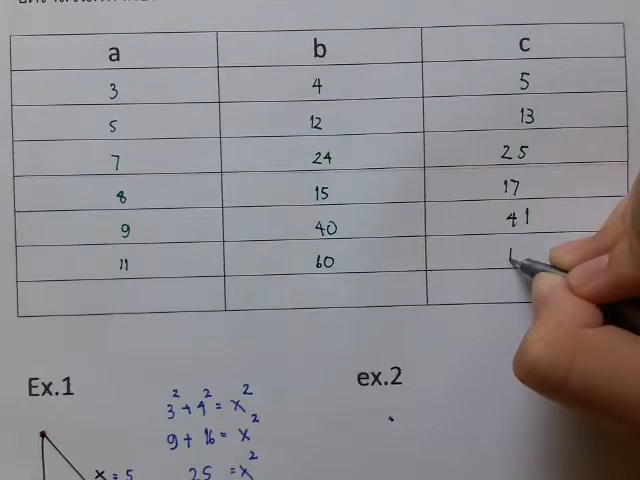 a b c
3 4 5
5 12 13
7 24 25
8 15 17
9 40 41
11 60
Ex.1 ex.2
3² + 4² = x²
9 + 16 = x²
x = 5 25 = x²